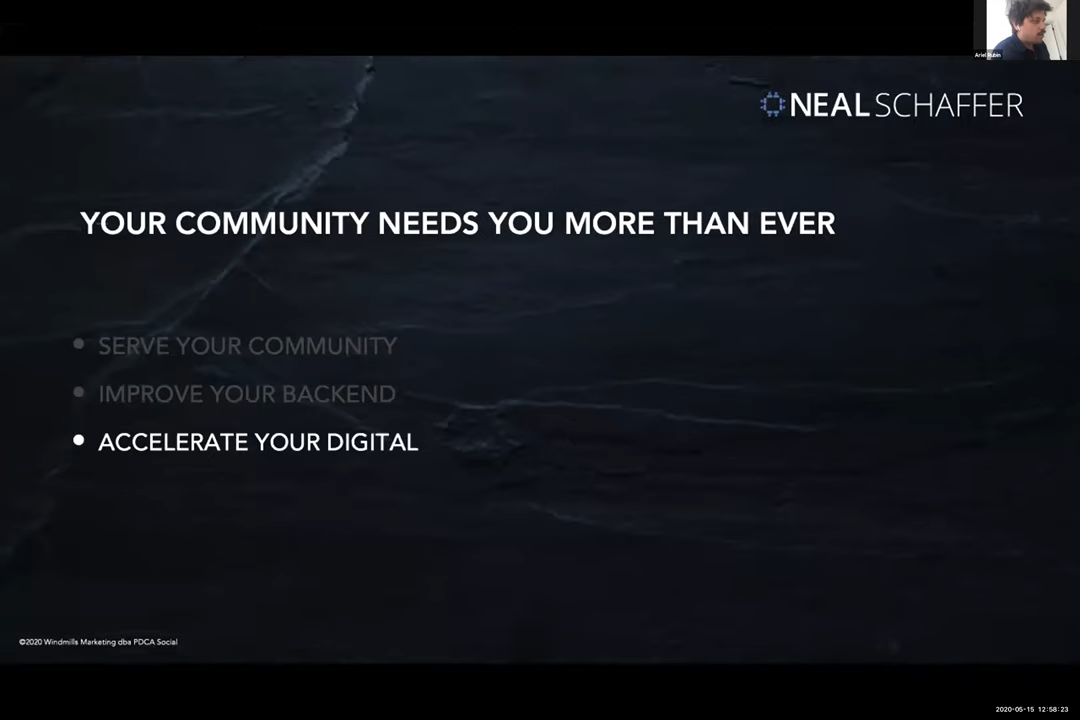 Ariel Rubin
NEAL SCHAFFER
YOUR COMMUNITY NEEDS YOU MORE THAN EVER
• SERVE YOUR COMMUNITY
• IMPROVE YOUR BACKEND
• ACCELERATE YOUR DIGITAL
©2020 Windmills Marketing dba PDCA Social
2020-05-15 12:58:23